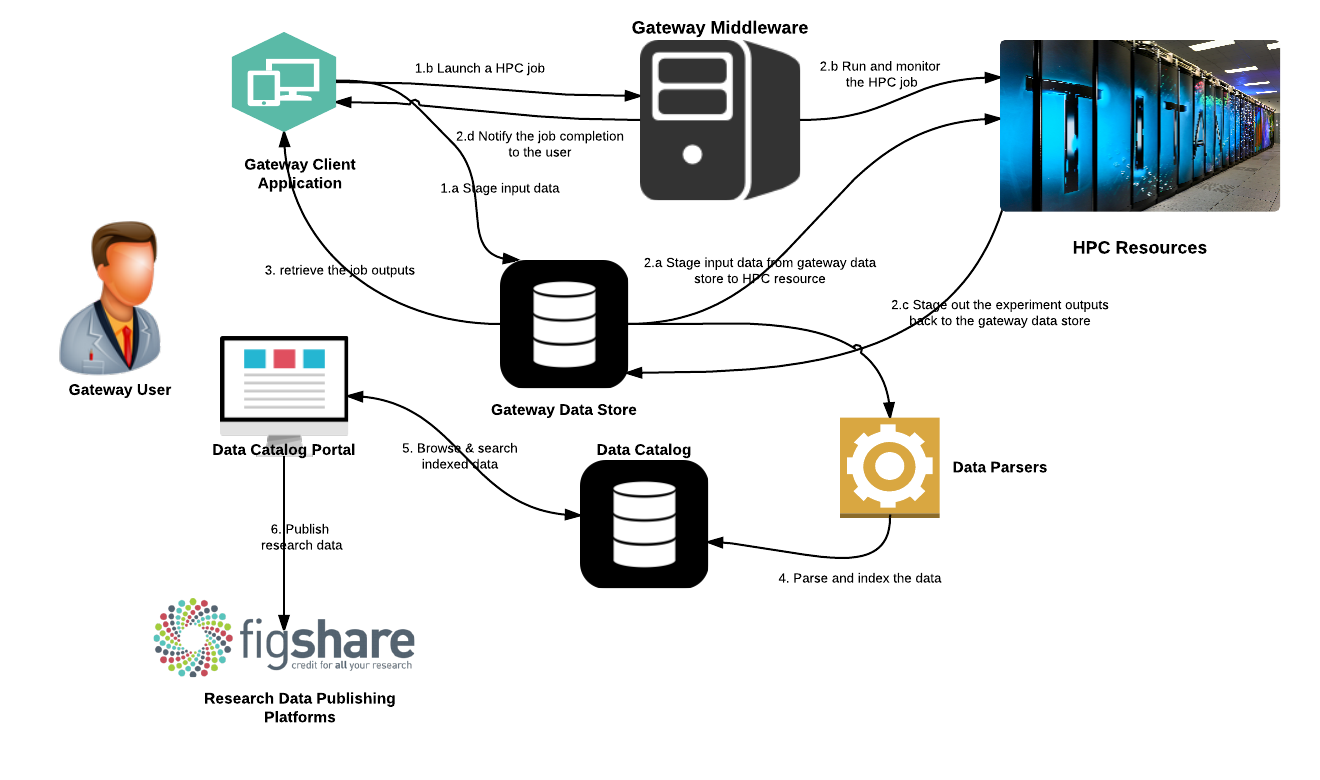 Gateway Middleware
1.b Launch a HPC job
2.b Run and monitor
the HPC job
2.d Notify the job completion
to the user
Gateway Client
Application
1.a Stage input data
TITAN
HPC Resources
3. retrieve the job outputs
2.a Stage input data from gateway data
store to HPC resource
2.c Stage out the experiment outputs
back to the gateway data store
Gateway User
Gateway Data Store
Data Catalog Portal
5. Browse & search
indexed data
Data Catalog
Data Parsers
6. Publish
research data
4. Parse and index the data
figshare
credit for all your research
Research Data Publishing
Platforms